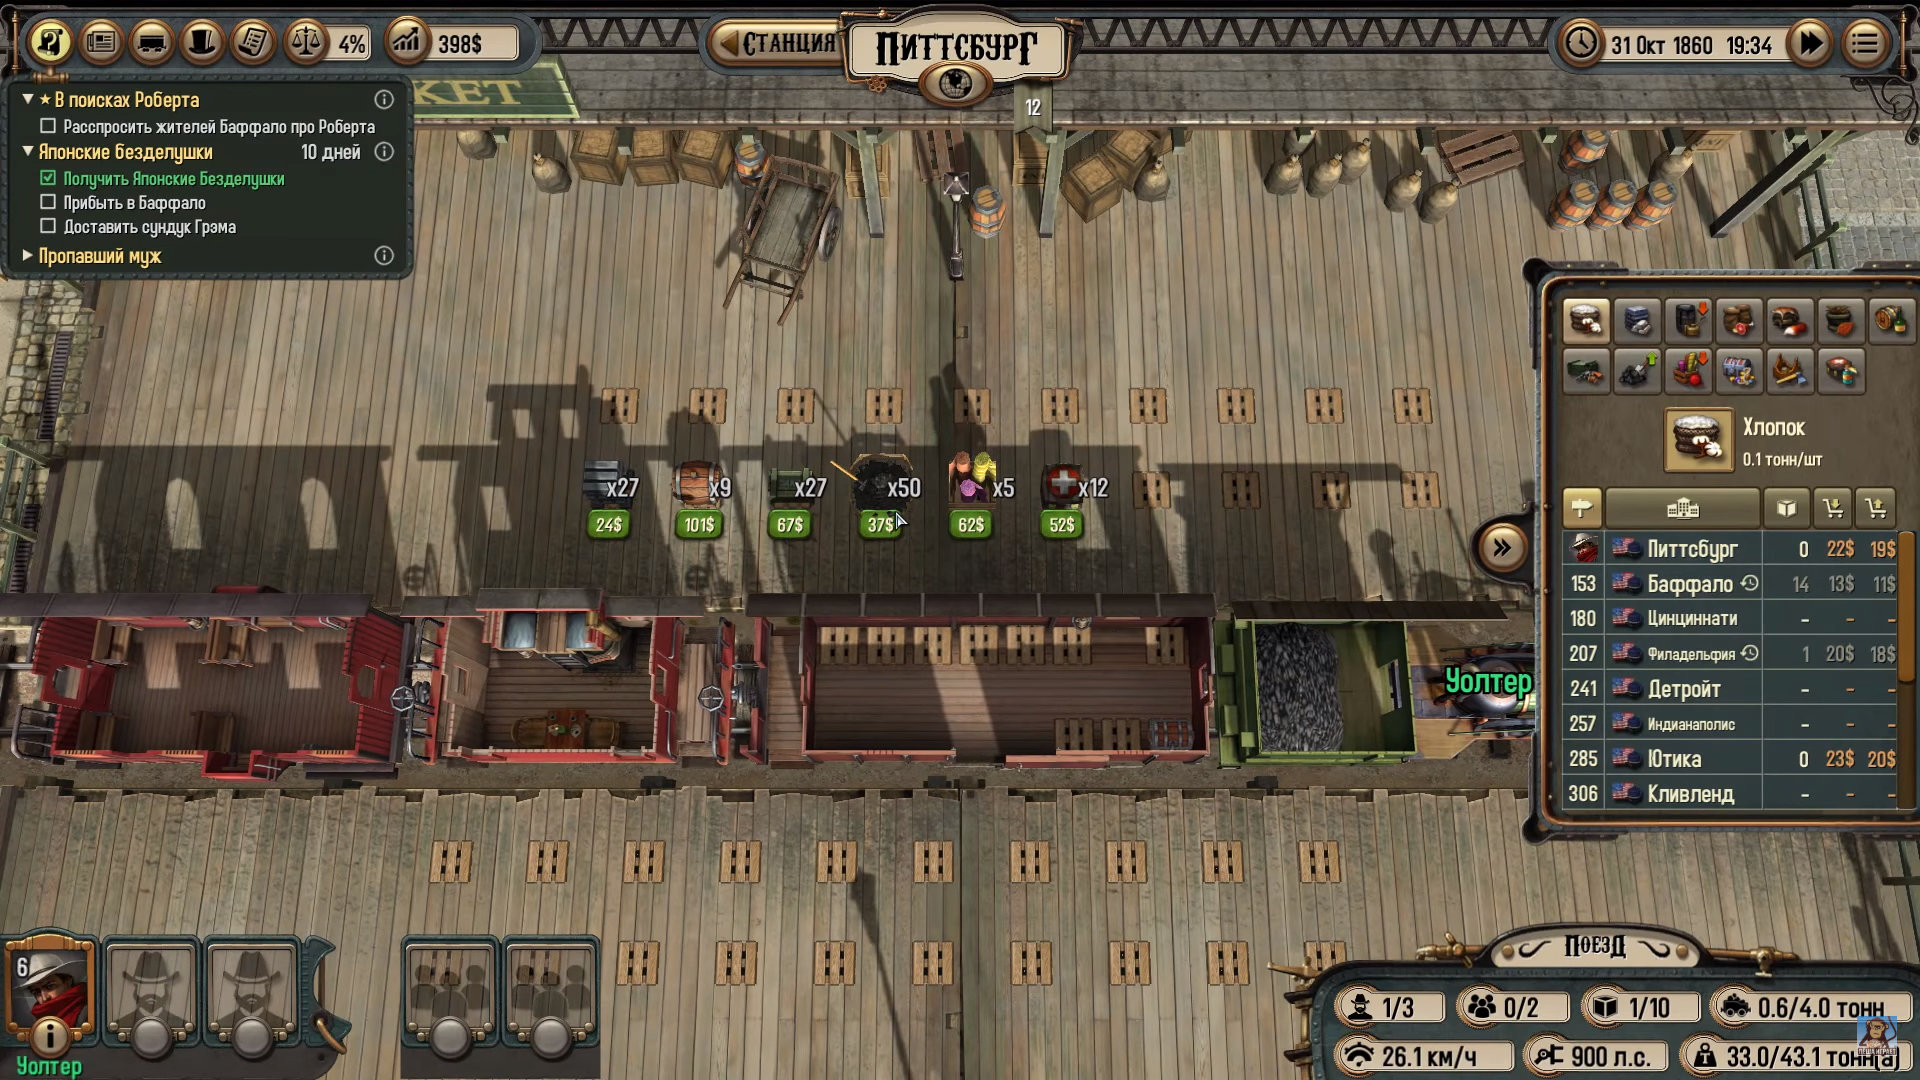 4%
398$
СТАНЦИЯ
ПИТТСБУРГ
12
31 Окт 1860 19:34
KET
В поисках Роберта
Расспросить жителей Баффало про Роберта
Японские безделушки 10 дней
Получить Японские Безделушки
Прибыть в Баффало
Доставить сундук Грэма
Пропавший муж
x27 x9 x27 x50 x5 x12
24$ 101$ 67$ 37$ 62$ 52$
Уолтер
Хлопок
0.1 тонн/шт
Питтсбург 0 22$ 19$
153 Баффало 14 13$ 11$
180 Цинциннати - - -
207 Филадельфия 1 20$ 18$
241 Детройт - - -
257 Индианаполис - - -
285 Ютика 0 23$ 20$
306 Кливленд - - -
6
Уолтер
ПОЕЗД
1/3 0/2 1/10 0.6/4.0 тонн
26.1 км/ч 900 л.с. 33.0/43.1 тонн(а)